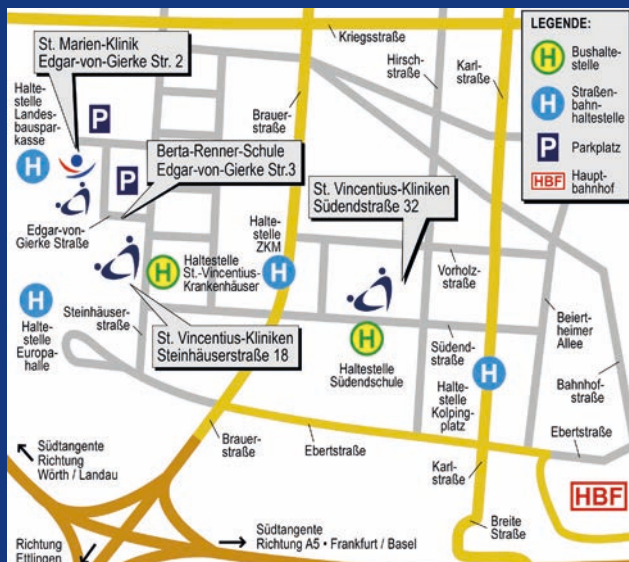 St. Marien-Klinik
Edgar-von-Gierke Str. 2
Halte-
stelle
Landes-
bauspar-
kasse
H
P
Berta-Renner-Schule
Edgar-von-Gierke Str.3
P
Edgar-von-
Gierke Straße
H
Halte-
stelle
Europa-
halle
Steinhäuser-
straße
H
Haltestelle
St.-Vincentius-
Krankenhäuser
St. Vincentius-Kliniken
Steinhäuserstraße 18
Kriegsstraße
Brauer-
straße
Hirsch-
straße
Karl-
straße
St. Vincentius-Kliniken
Südendstraße 32
Halte-
stelle
ZKM
H
Vorholz-
straße
H
Haltestelle
Südendschule
Südend-
straße
H
Halte-
stelle
Kolping-
platz
Beiert-
heimer
Allee
Bahnhof-
straße
Ebertstraße
Brauer-
straße
Ebertstraße
Karl-
straße
HBF
Breite
Straße
Südtangente
Richtung
Wörth / Landau
Richtung
Ettlingen
Südtangente
Richtung A5 • Frankfurt / Basel
LEGENDE:
H
Bushalte-
stelle
H
Straßen-
bahn-
haltestelle
P
Parkplatz
HBF
Haupt-
bahnhof